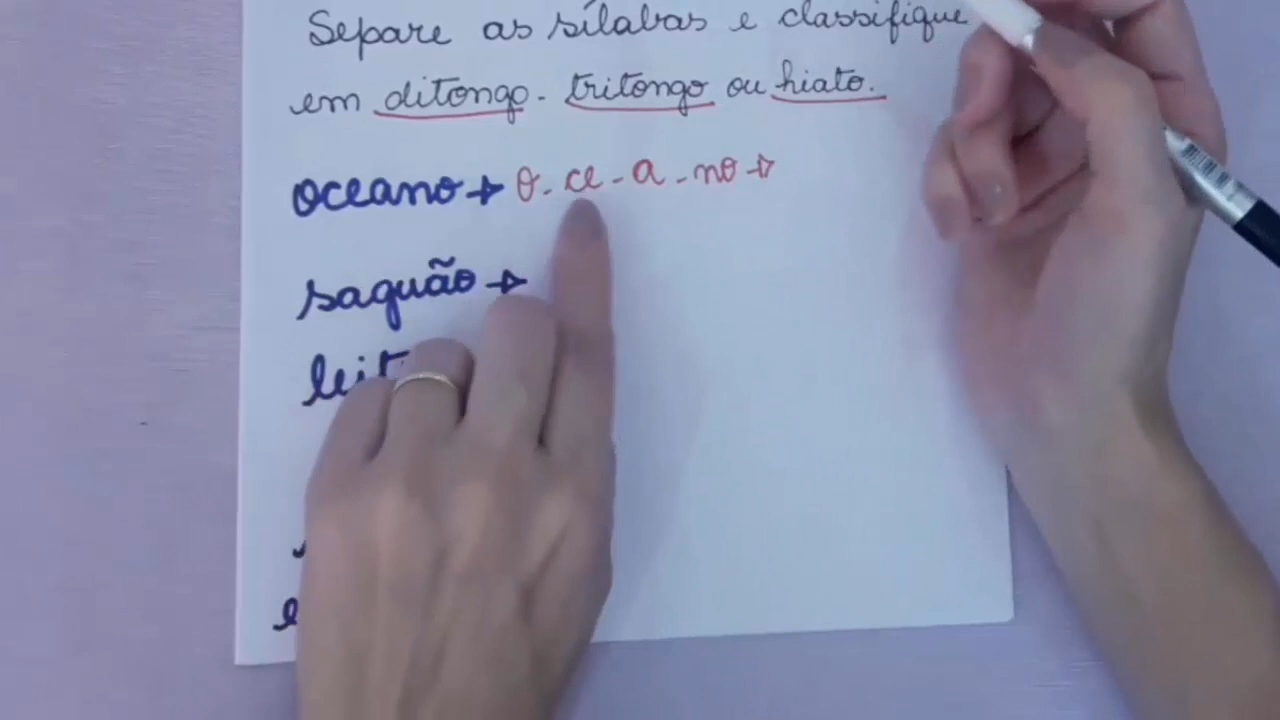 Separe as sílabas e classifique
em ditongo. tritongo ou hiato.
oceano → o. ce - a - no →
saguão →